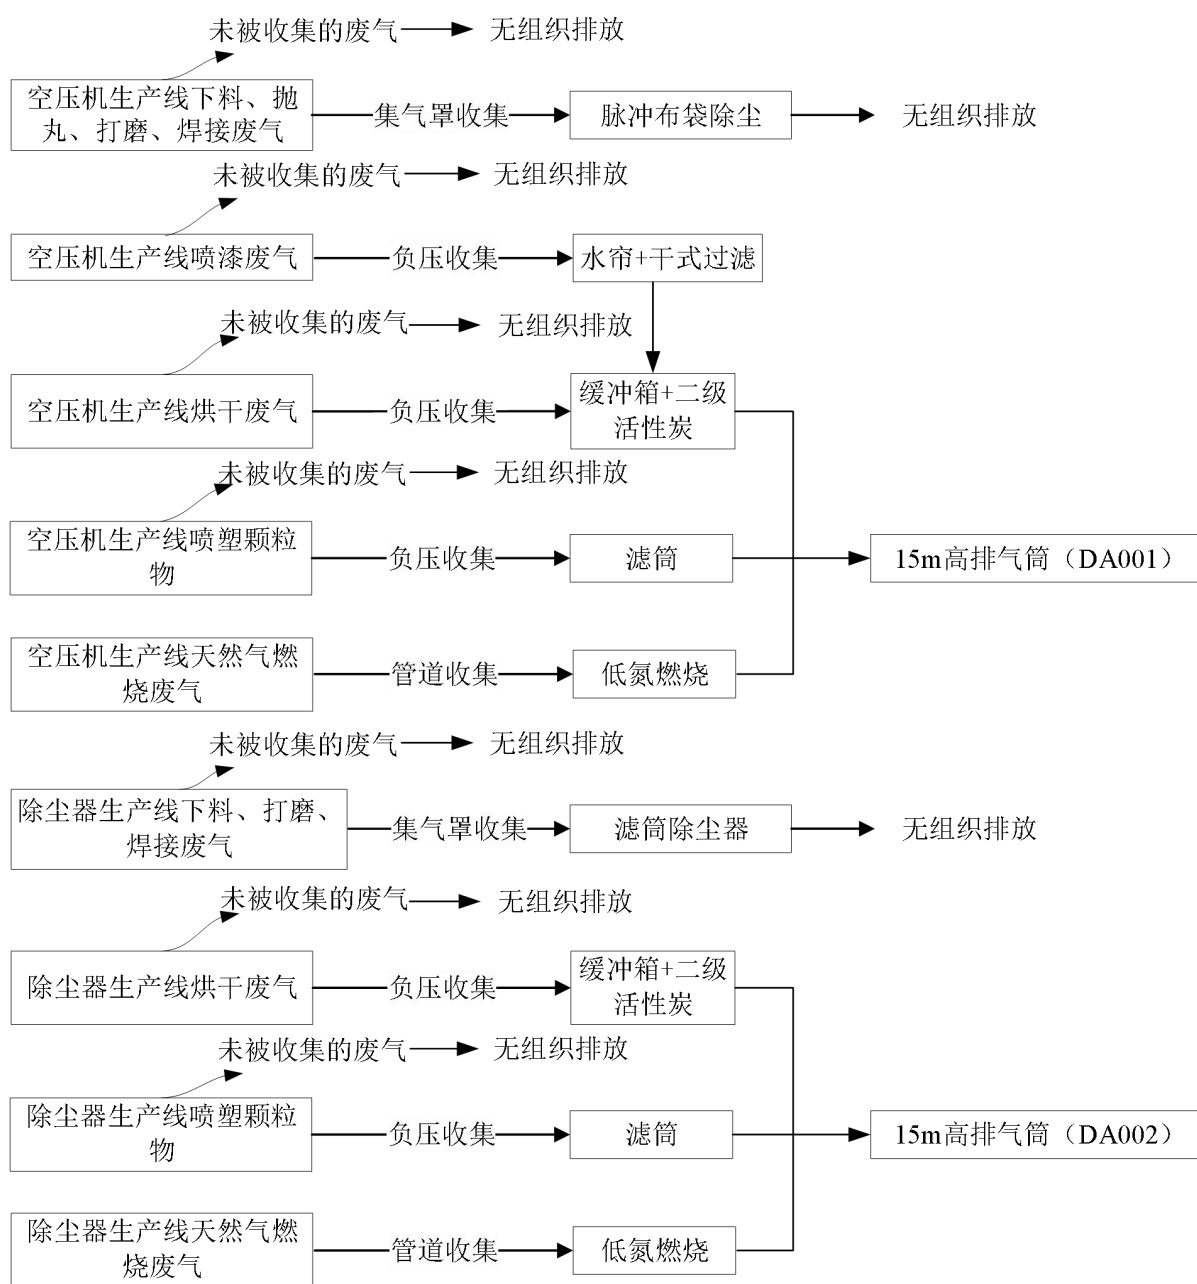 未被收集的废气
无组织排放
空压机生产线下料、抛
丸、打磨、焊接废气
集气罩收集
脉冲布袋除尘
无组织排放
未被收集的废气
无组织排放
空压机生产线喷漆废气
负压收集
水帘+干式过滤
未被收集的废气
无组织排放
空压机生产线烘干废气
负压收集
缓冲箱+二级
活性炭
未被收集的废气
无组织排放
空压机生产线喷塑颗粒
物
负压收集
滤筒
15m高排气筒（DA001）
空压机生产线天然气燃
烧废气
管道收集
低氮燃烧
未被收集的废气
无组织排放
除尘器生产线下料、打磨、
焊接废气
集气罩收集
滤筒除尘器
无组织排放
未被收集的废气
无组织排放
除尘器生产线烘干废气
负压收集
缓冲箱+二级
活性炭
未被收集的废气
无组织排放
除尘器生产线喷塑颗粒
物
负压收集
滤筒
15m高排气筒（DA002）
除尘器生产线天然气燃
烧废气
管道收集
低氮燃烧